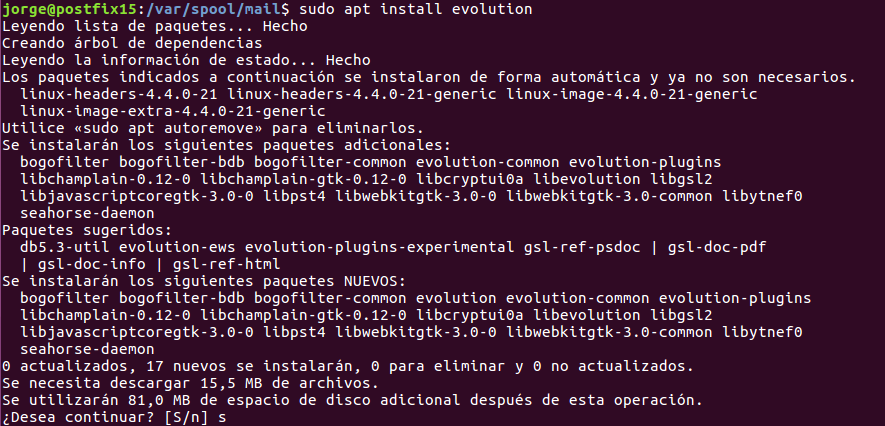 jorge@postfix15:/var/spool/mail$ sudo apt install evolution
Leyendo lista de paquetes... Hecho
Creando árbol de dependencias
Leyendo la información de estado... Hecho
Los paquetes indicados a continuación se instalaron de forma automática y ya no son necesarios.
  linux-headers-4.4.0-21 linux-headers-4.4.0-21-generic linux-image-4.4.0-21-generic
  linux-image-extra-4.4.0-21-generic
Utilice «sudo apt autoremove» para eliminarlos.
Se instalarán los siguientes paquetes adicionales:
  bogofilter bogofilter-bdb bogofilter-common evolution-common evolution-plugins
  libchamplain-0.12-0 libchamplain-gtk-0.12-0 libcryptui0a libevolution libgsl2
  libjavascriptcoregtk-3.0-0 libpst4 libwebkitgtk-3.0-0 libwebkitgtk-3.0-common libytnef0
  seahorse-daemon
Paquetes sugeridos:
  db5.3-util evolution-ews evolution-plugins-experimental gsl-ref-psdoc | gsl-doc-pdf
  | gsl-doc-info | gsl-ref-html
Se instalarán los siguientes paquetes NUEVOS:
  bogofilter bogofilter-bdb bogofilter-common evolution evolution-common evolution-plugins
  libchamplain-0.12-0 libchamplain-gtk-0.12-0 libcryptui0a libevolution libgsl2
  libjavascriptcoregtk-3.0-0 libpst4 libwebkitgtk-3.0-0 libwebkitgtk-3.0-common libytnef0
  seahorse-daemon
0 actualizados, 17 nuevos se instalarán, 0 para eliminar y 0 no actualizados.
Se necesita descargar 15,5 MB de archivos.
Se utilizarán 81,0 MB de espacio de disco adicional después de esta operación.
¿Desea continuar? [S/n] s